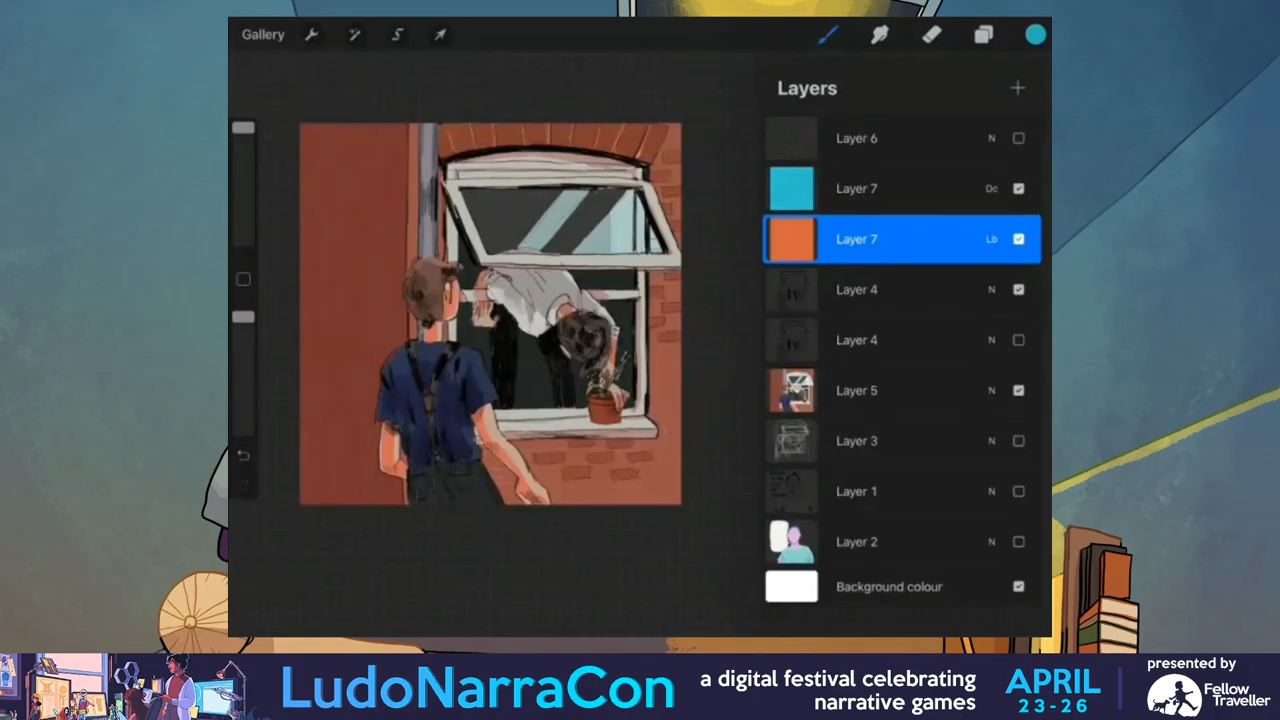 Gallery
Layers
Layer 6 N
Layer 7 Dc
Layer 7 Lb
Layer 4 N
Layer 4 N
Layer 5 N
Layer 3 N
Layer 1 N
Layer 2 N
Background colour
LudoNarraCon
a digital festival celebrating
narrative games
APRIL
23-26
presented by
Fellow
Traveller